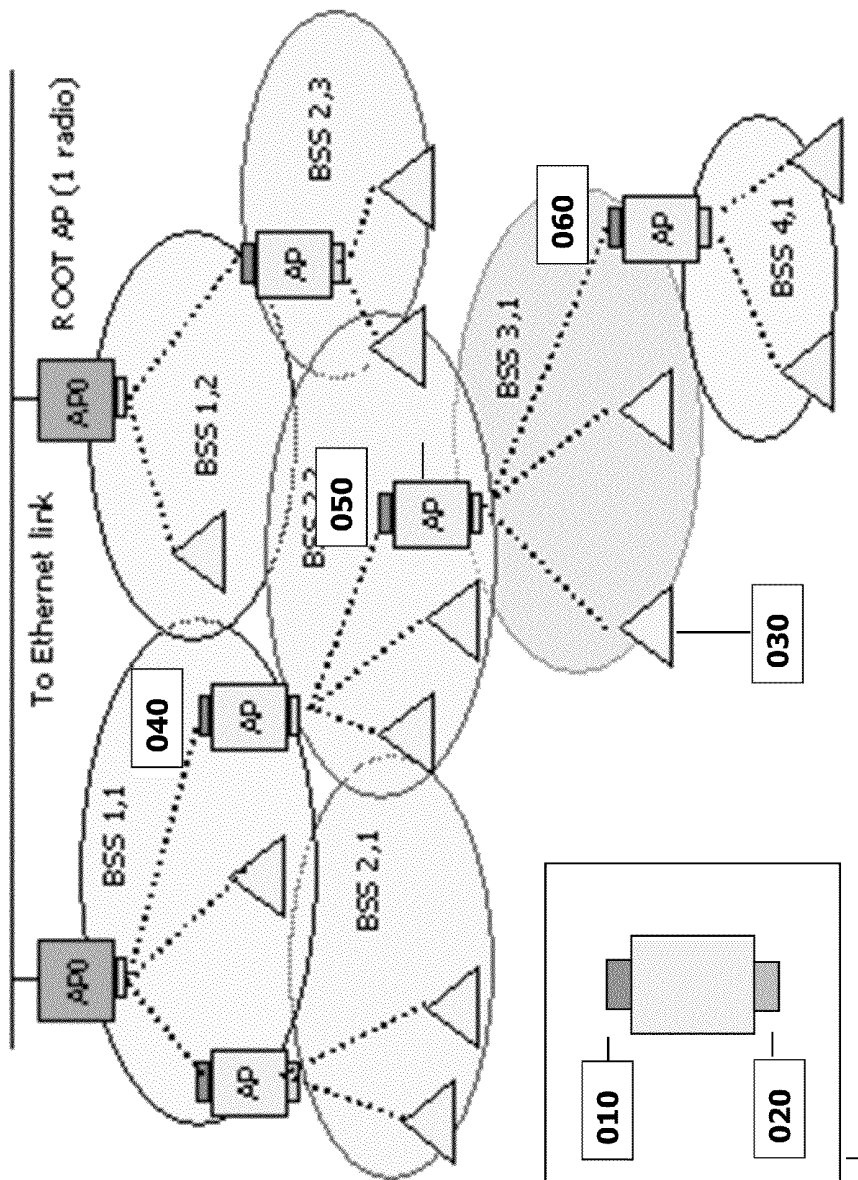 To Ethernet link
ROOT AP (1 radio)
AP0
AP0
BSS 1,1
BSS 1,2
040
AP
AP
AP
BSS 2,3
BSS 2,1
050
AP
BSS 3,1
060
AP
BSS 4,1
030
010
020